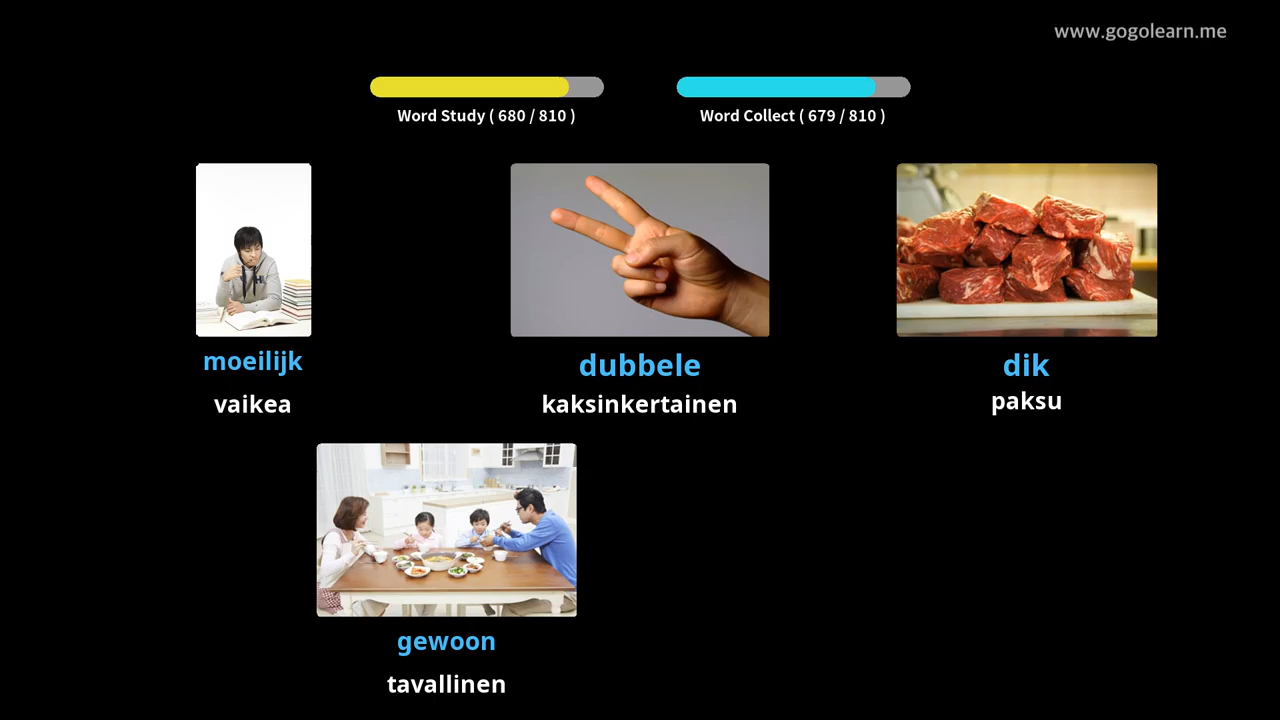 www.gogolearn.me
Word Study ( 680 / 810 )
Word Collect ( 679 / 810 )
moeilijk
vaikea
dubbele
kaksinkertainen
dik
paksu
gewoon
tavallinen